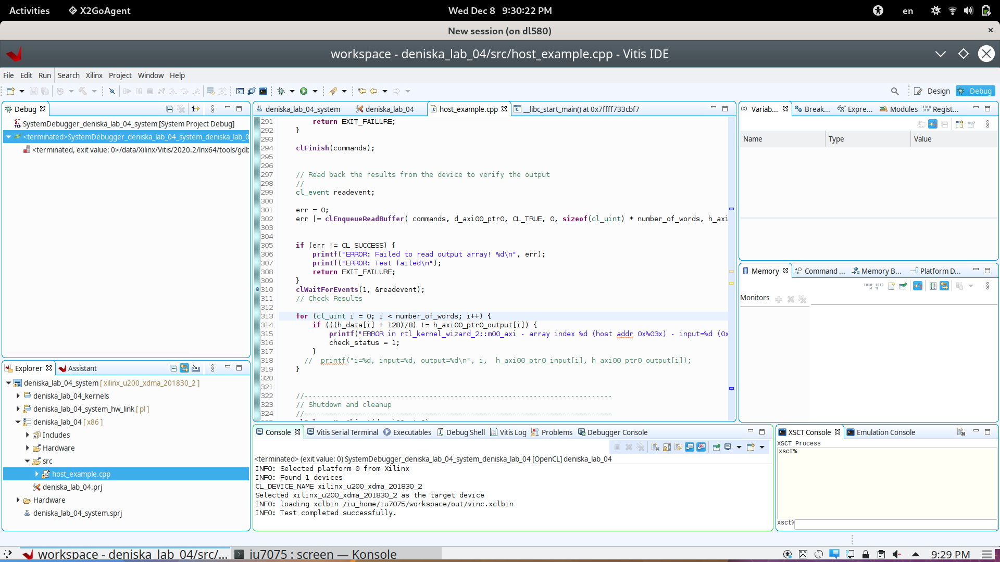 Activities
X2GoAgent
Wed Dec 8 9:30:22 PM
en
New session (on dl580)
workspace - deniska_lab_04/src/host_example.cpp - Vitis IDE
File Edit Run Search Xilinx Project Window Help
Design
Debug
Debug
SystemDebugger_deniska_lab_04_system [System Project Debug]
<terminated>SystemDebugger_deniska_lab_04_system_deniska_lab_0
<terminated, exit value: 0>/data/Xilinx/Vitis/2020.2/lnx64/tools/gdb
deniska_lab_04_system
deniska_lab_04
host_example.cpp
__libc_start_main() at 0x7ffff733cbf7
291 return EXIT_FAILURE;
292 }
293
294 clFinish(commands);
295
296
297 // Read back the results from the device to verify the output
298 //
299 cl_event readevent;
300
301 err = 0;
302 err |= clEnqueueReadBuffer( commands, d_axi00_ptr0, CL_TRUE, 0, sizeof(cl_uint) * number_of_words, h_axi
303
304
305 if (err != CL_SUCCESS) {
306 printf("ERROR: Failed to read output array! %d\n", err);
307 printf("ERROR: Test failed\n");
308 return EXIT_FAILURE;
309 }
310 clWaitForEvents(1, &readevent);
311 // Check Results
312
313 for (cl_uint i = 0; i < number_of_words; i++) {
314 if (((h_data[i] + 128)/8) != h_axi00_ptr0_output[i]) {
315 printf("ERROR in rtl_kernel_wizard_2::m00_axi - array index %d (host addr 0x%03x) - input=%d (0x
316 check_status = 1;
317 }
318 // printf("i=%d, input=%d, output=%d\n", i, h_axi00_ptr0_input[i], h_axi00_ptr0_output[i]);
319 }
320
321
322 //--------------------------------------------------------------------------
323 // Shutdown and cleanup
324 //--------------------------------------------------------------------------
Variab...
Break...
Expre...
Modules
Regist...
Name Type Value
Memory
Command ...
Memory B...
Platform D...
Monitors
Explorer
Assistant
deniska_lab_04_system [ xilinx_u200_xdma_201830_2 ]
deniska_lab_04_kernels
deniska_lab_04_system_hw_link [ pl ]
deniska_lab_04 [ x86 ]
Includes
Hardware
src
host_example.cpp
deniska_lab_04.prj
Hardware
deniska_lab_04_system.sprj
Console
Vitis Serial Terminal
Executables
Debug Shell
Vitis Log
Problems
Debugger Console
<terminated> (exit value: 0) SystemDebugger_deniska_lab_04_system_deniska_lab_04 [OpenCL] deniska_lab_04
INFO: Selected platform 0 from Xilinx
INFO: Found 1 devices
CL_DEVICE_NAME xilinx_u200_xdma_201830_2
Selected xilinx_u200_xdma_201830_2 as the target device
INFO: loading xclbin /iu_home/iu7075/workspace/out/vinc.xclbin
INFO: Test completed successfully.
XSCT Console
Emulation Console
XSCT Process
xsct%
xsct%
workspace - deniska_lab_04/src/...
iu7075 : screen — Konsole
9:29 PM